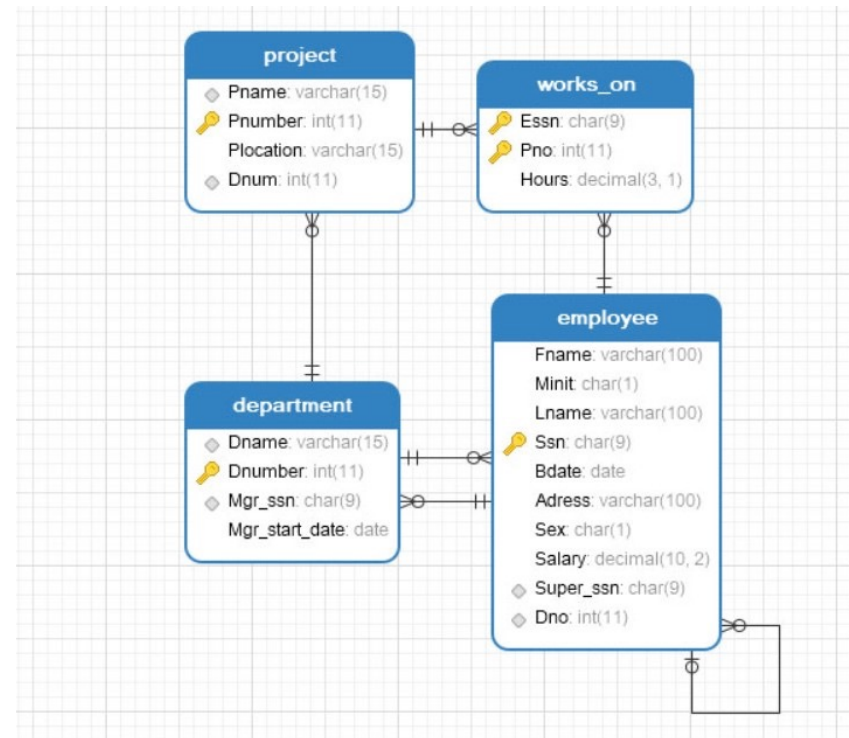 project
Pname: varchar(15)
Pnumber: int(11)
Plocation: varchar(15)
Dnum: int(11)
works_on
Essn: char(9)
Pno: int(11)
Hours: decimal(3, 1)
employee
Fname: varchar(100)
Minit: char(1)
Lname: varchar(100)
Ssn: char(9)
Bdate: date
Adress: varchar(100)
Sex: char(1)
Salary: decimal(10, 2)
Super_ssn: char(9)
Dno: int(11)
department
Dname: varchar(15)
Dnumber: int(11)
Mgr_ssn: char(9)
Mgr_start_date: date